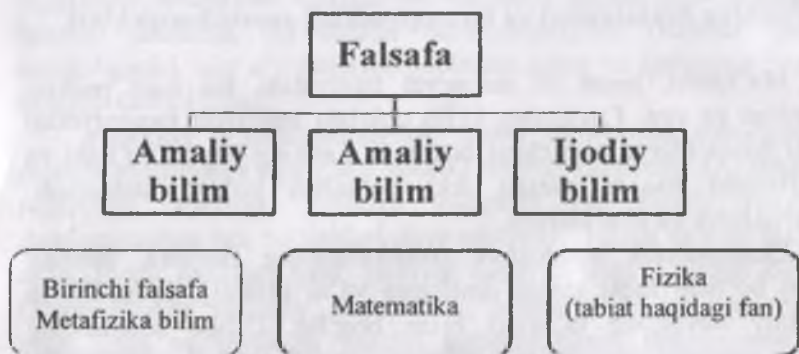 Falsafa
Amaliy
bilim
Amaliy
bilim
Ijodiy
bilim
Birinchi falsafa
Metafizika bilim
Matematika
Fizika
(tabiat haqidagi fan)